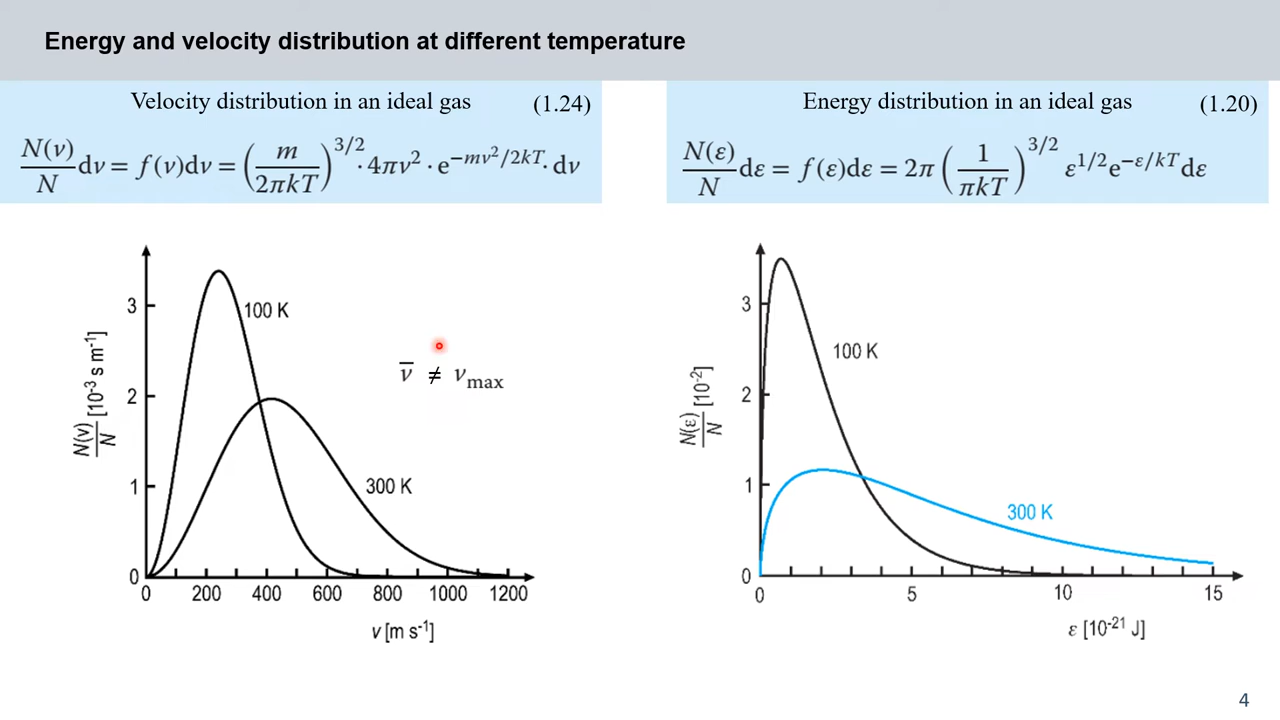 Energy and velocity distribution at different temperature
Velocity distribution in an ideal gas (1.24)
N(v)/N dv = f(v)dv = (m/2πkT)^3/2 · 4πv² · e^−mv²/2kT · dv
Energy distribution in an ideal gas (1.20)
N(ε)/N dε = f(ε)dε = 2π (1/πkT)^3/2 ε^1/2 e^−ε/kT dε
N(v)/N [10⁻³ s m⁻¹]
3
2
1
0
100 K
300 K
v̅ ≠ v_max
0 200 400 600 800 1000 1200
v [m s⁻¹]
N(ε)/N [10⁻²]
3
2
1
0
100 K
300 K
0 5 10 15
ε [10⁻²¹ J]
4